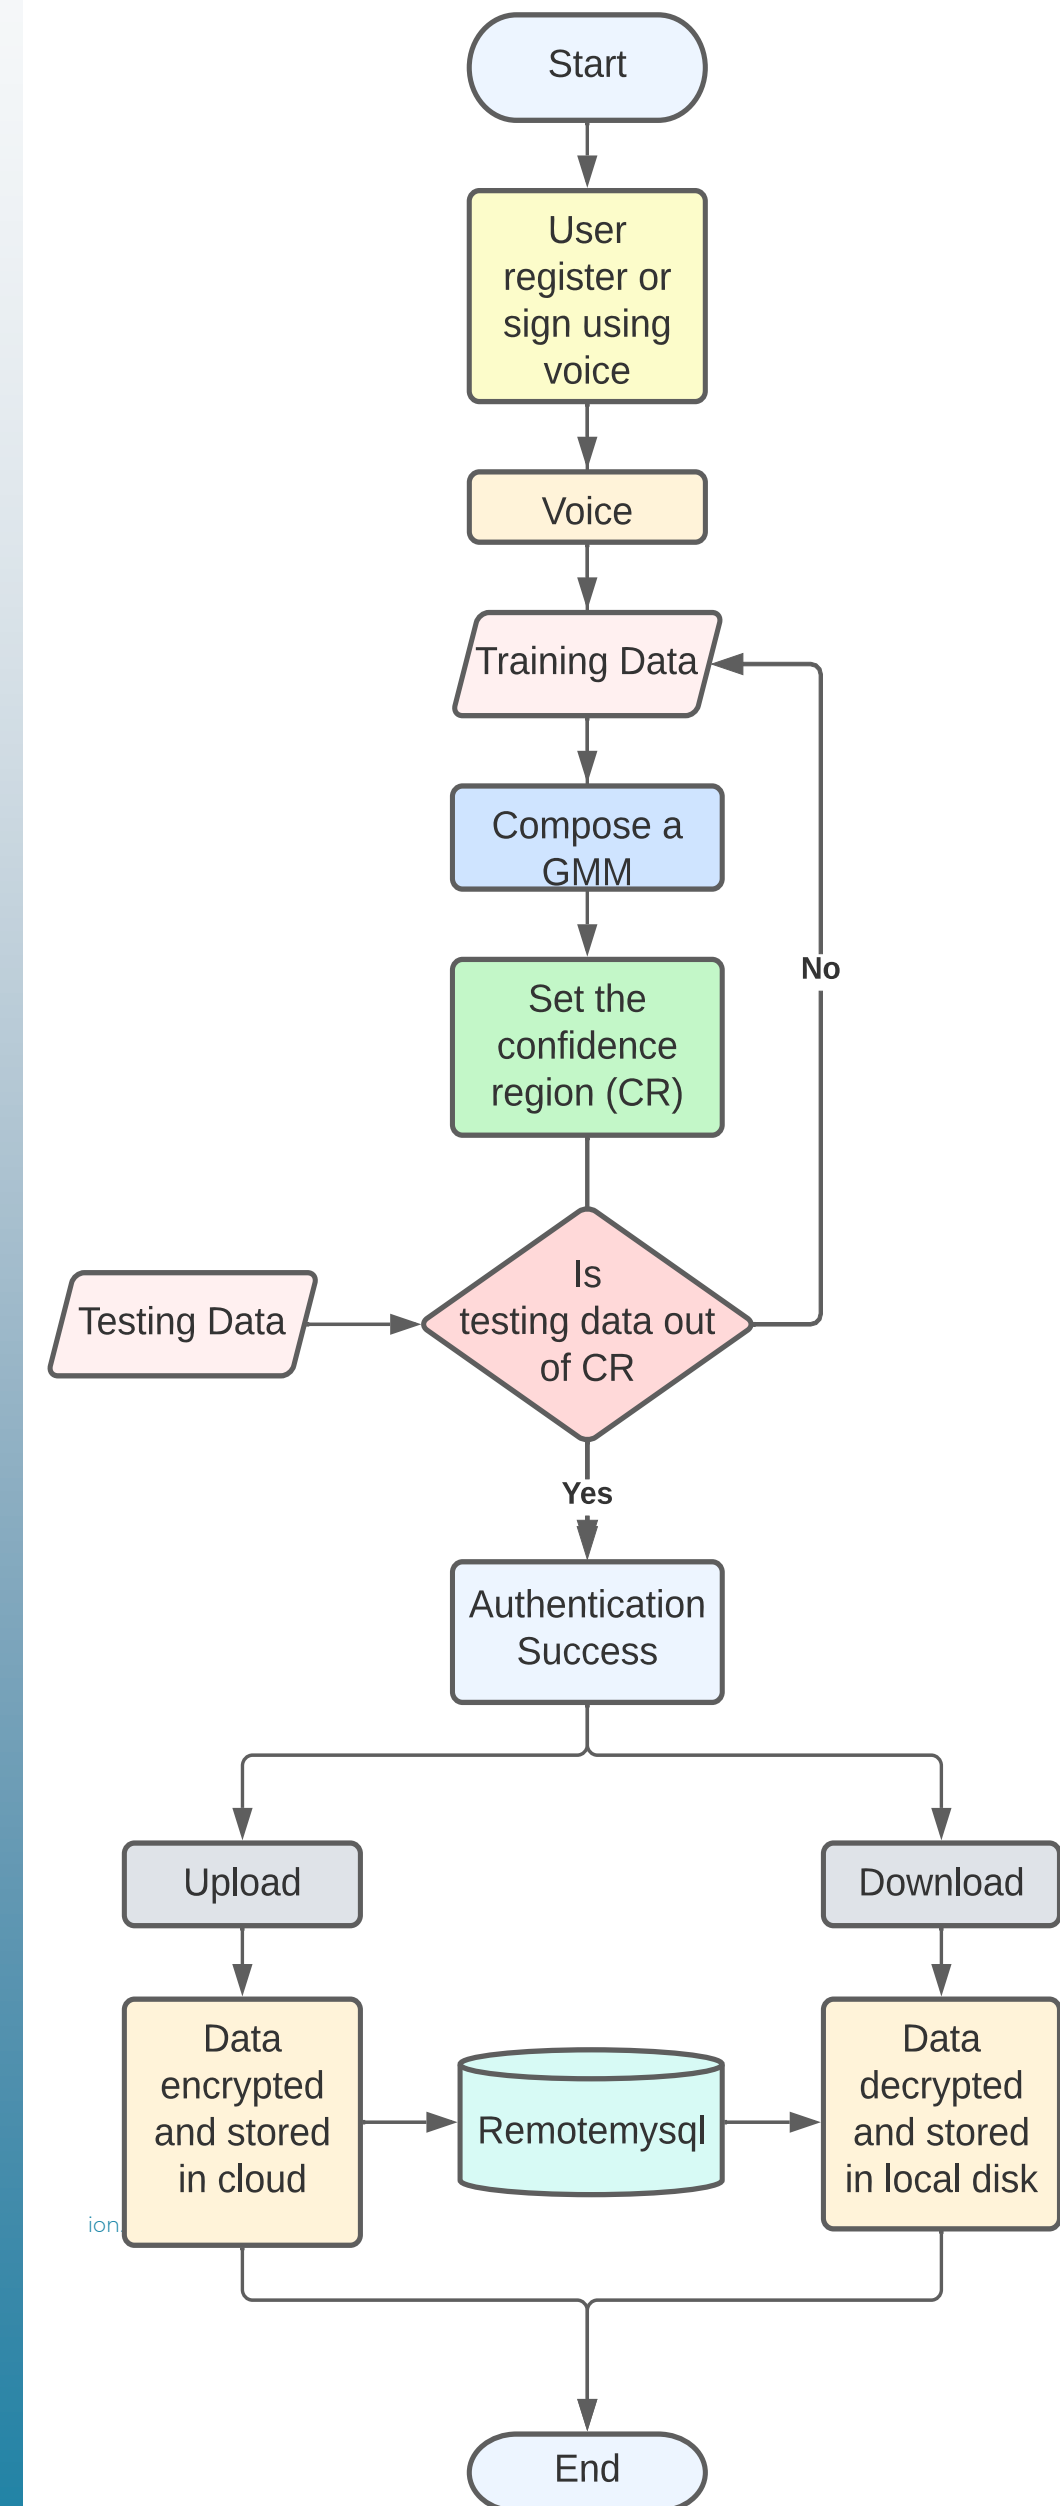 Start
User
register or
sign using
voice
Voice
Training Data
Compose a
GMM
Set the
confidence
region (CR)
No
Is
testing data out
of CR
Testing Data
Yes
Authentication
Success
Upload
Download
Data
encrypted
and stored
in cloud
Remotemysql
Data
decrypted
and stored
in local disk
ion
End